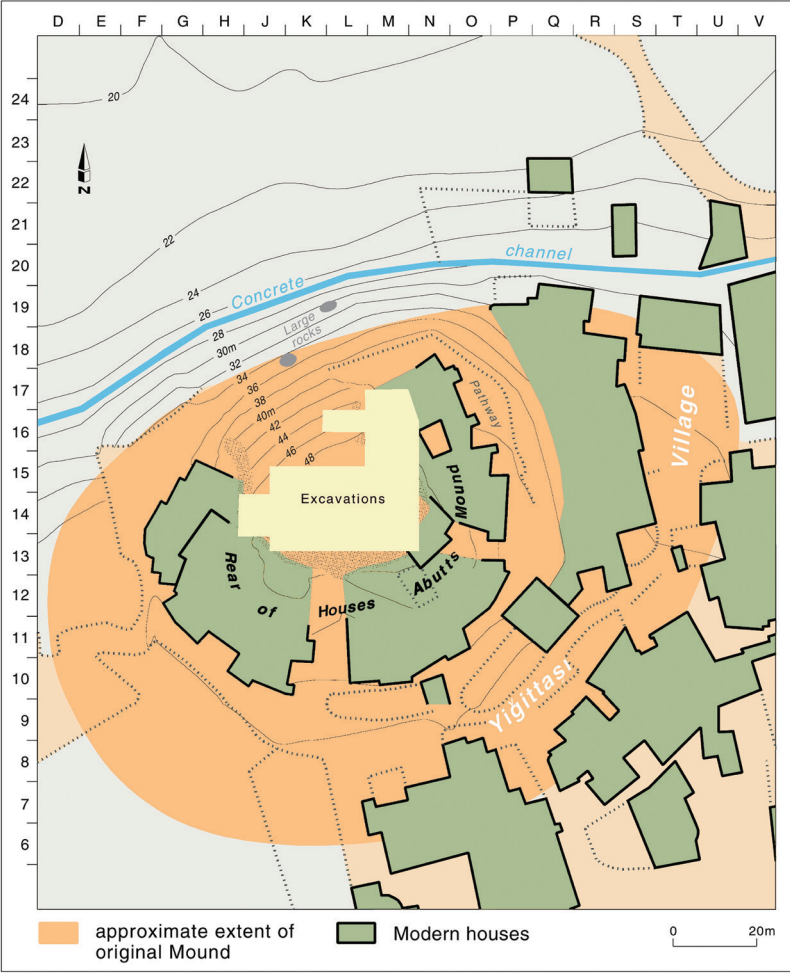 D E F G H J K L M N O P Q R S T U V
24
23
22
21
20
19
18
17
16
15
14
13
12
11
10
9
8
7
6
20
22
24
26
28
30m
32
34
36
38
40m
42
44
46
48
N
Concrete channel
Large
rocks
Pathway
Village
Excavations
Rear of Houses Abutts Mound
Yigittasi
approximate extent of
original Mound
Modern houses
0 20m